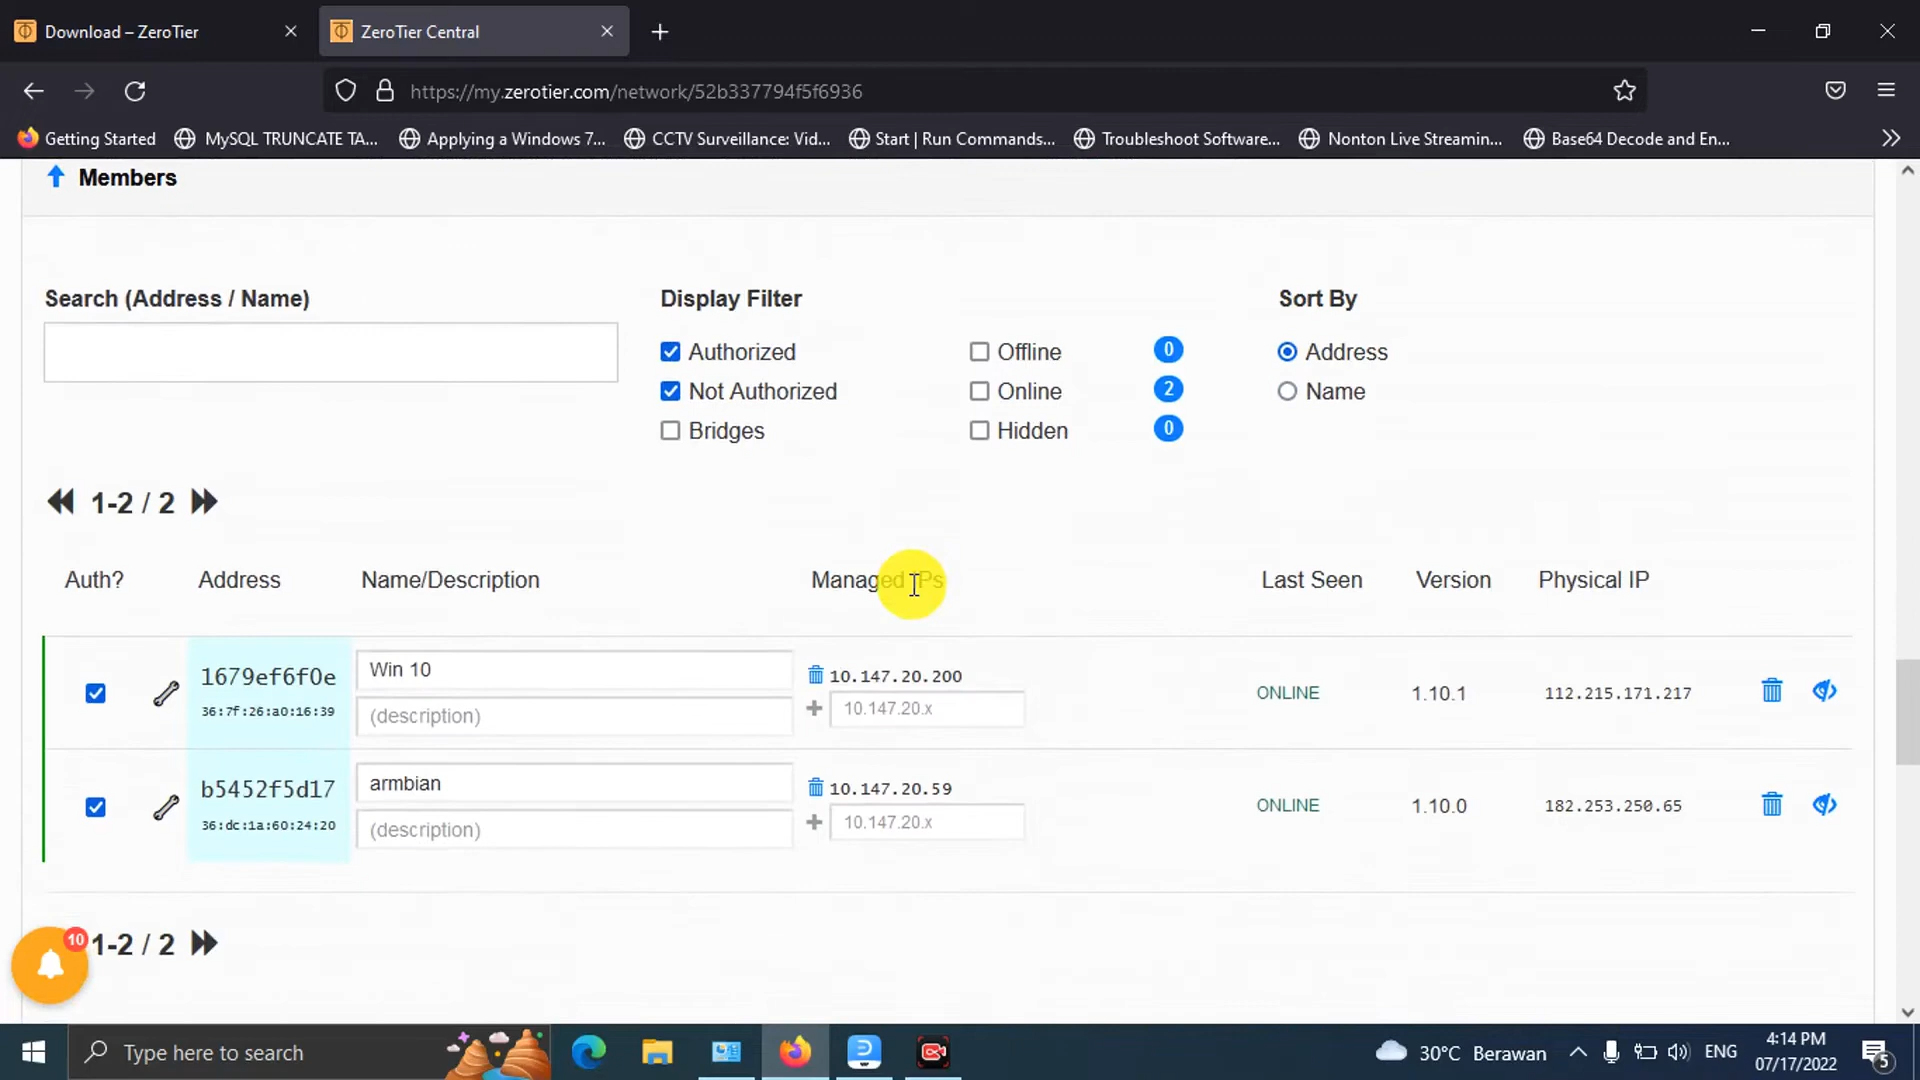 Download – ZeroTier
ZeroTier Central
https://my.zerotier.com/network/52b337794f5f6936
Getting Started
MySQL TRUNCATE TA...
Applying a Windows 7...
CCTV Surveillance: Vid...
Start | Run Commands...
Troubleshoot Software...
Nonton Live Streamin...
Base64 Decode and En...
Members
Search (Address / Name)
Display Filter
Sort By
Authorized
Offline
0
Address
Not Authorized
Online
2
Name
Bridges
Hidden
0
1-2 / 2
Auth?
Address
Name/Description
Managed IPs
Last Seen
Version
Physical IP
1679ef6f0e
36:7f:26:a0:16:39
Win 10
(description)
10.147.20.200
10.147.20.x
ONLINE
1.10.1
112.215.171.217
b5452f5d17
36:dc:1a:60:24:20
armbian
(description)
10.147.20.59
10.147.20.x
ONLINE
1.10.0
182.253.250.65
10
1-2 / 2
Type here to search
30°C Berawan
ENG
4:14 PM
07/17/2022
5